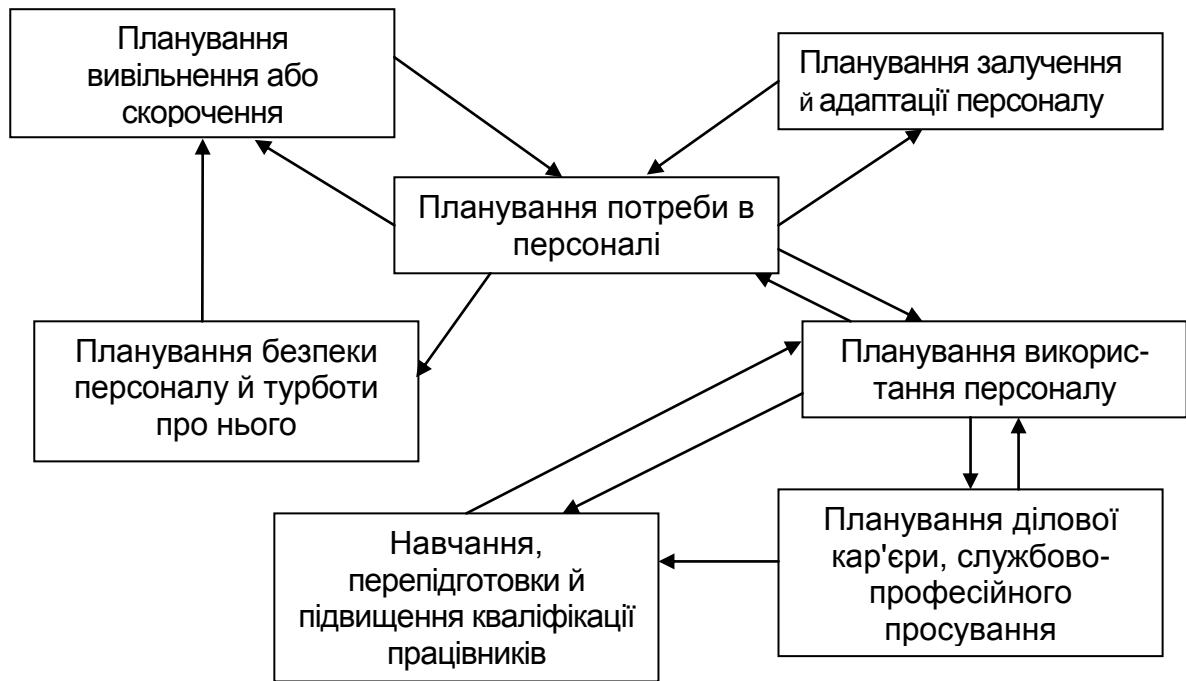 Планування
вивільнення або
скорочення
Планування залучення
й адаптації персоналу
Планування потреби в
персоналі
Планування безпеки
персоналу й турботи
про нього
Планування викорис-
тання персоналу
Навчання,
перепідготовки й
підвищення кваліфікації
працівників
Планування ділової
кар'єри, службово-
професійного
просування